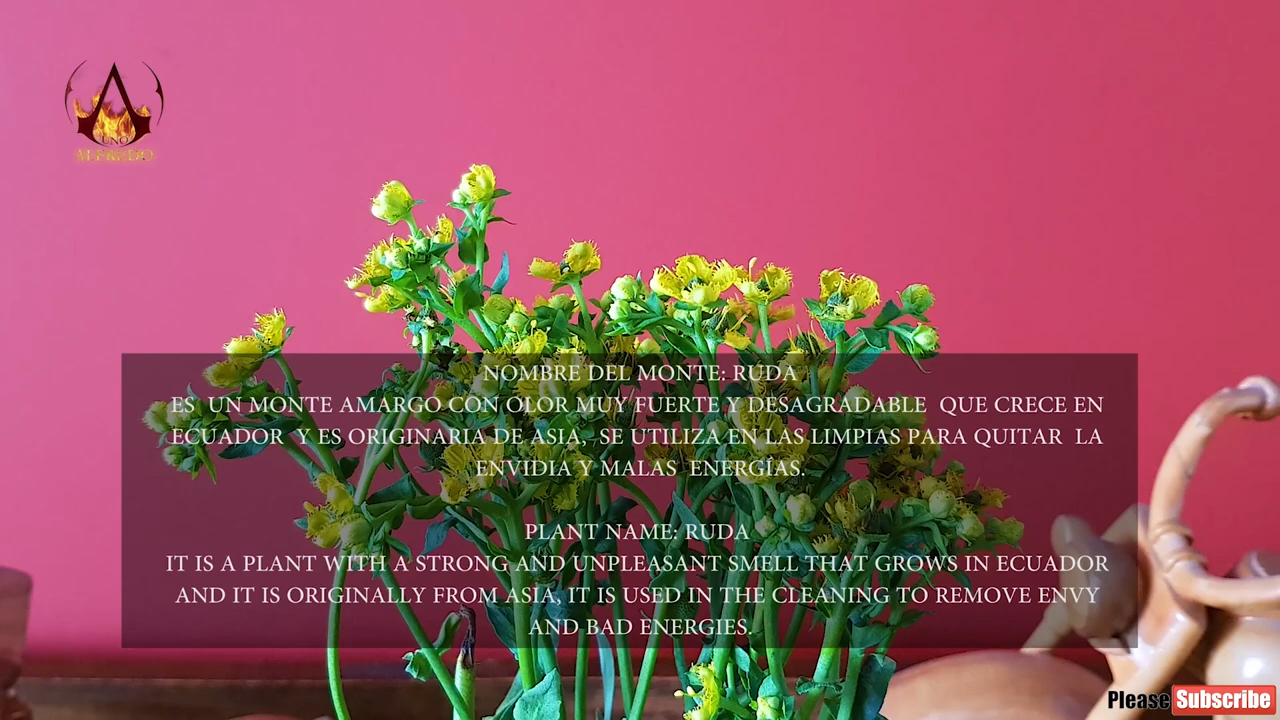 UNO
ALFREDO
NOMBRE DEL MONTE: RUDA
ES UN MONTE AMARGO CON OLOR MUY FUERTE Y DESAGRADABLE QUE CRECE EN
ECUADOR Y ES ORIGINARIA DE ASIA, SE UTILIZA EN LAS LIMPIAS PARA QUITAR LA
ENVIDIA Y MALAS ENERGÍAS.
PLANT NAME: RUDA
IT IS A PLANT WITH A STRONG AND UNPLEASANT SMELL THAT GROWS IN ECUADOR
AND IT IS ORIGINALLY FROM ASIA, IT IS USED IN THE CLEANING TO REMOVE ENVY
AND BAD ENERGIES.
Please Subscribe